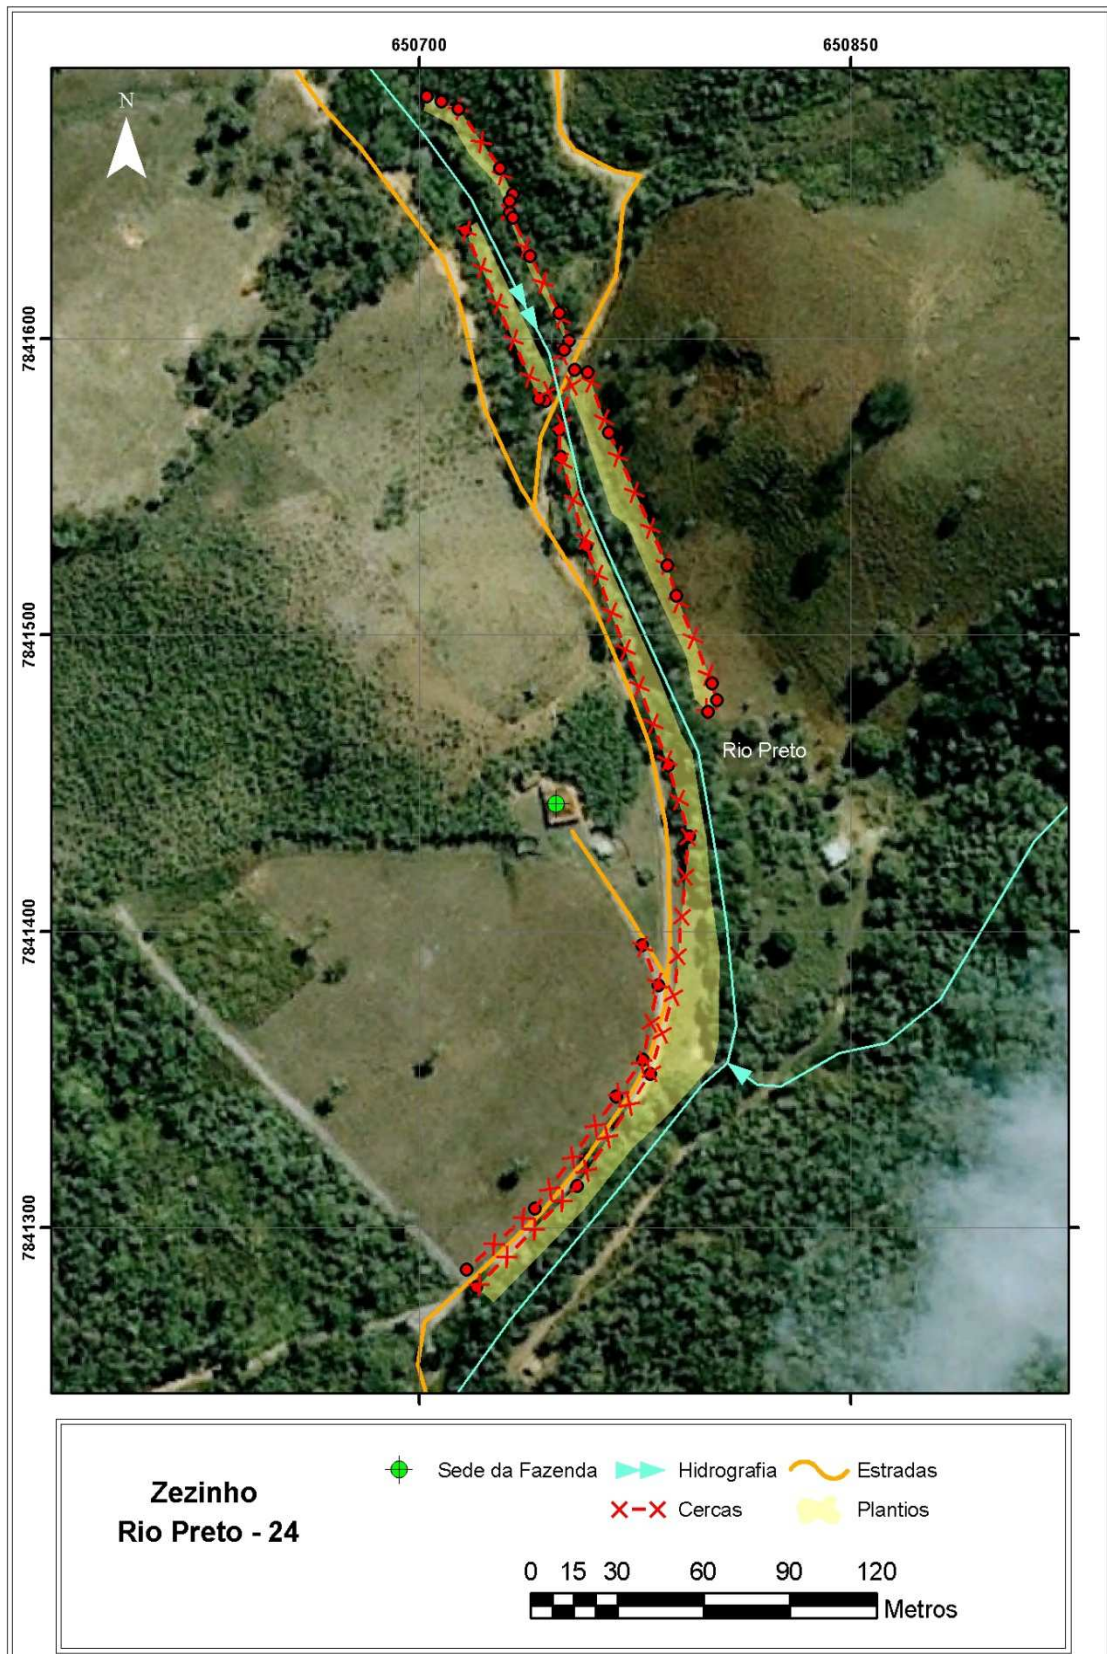 650700 650850
N
7841600
7841500
Rio Preto
7841400
7841300
Sede da Fazenda Hidrografia Estradas
Zezinho
Rio Preto - 24
Cercas Plantios
0 15 30 60 90 120
Metros